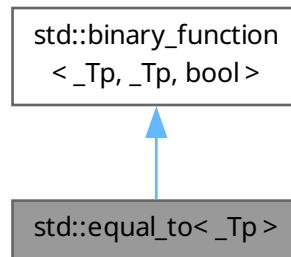 std::binary_function
< _Tp, _Tp, bool >
std::equal_to< _Tp >